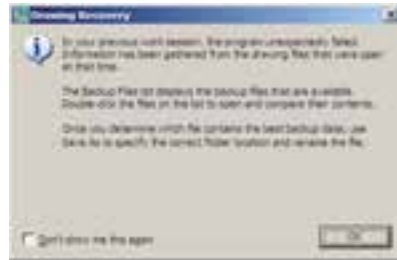 Drawing Recovery
In your previous work session, the program unexpectedly failed.
Information has been gathered from the drawing files that were open
at that time.
The Backup Files list displays the backup files that are available.
Double-click the files on the list to open and compare their contents.
Once you determine which file contains the best backup data, use
Save As to specify the correct folder location and rename the file.
Don't show me this again
OK